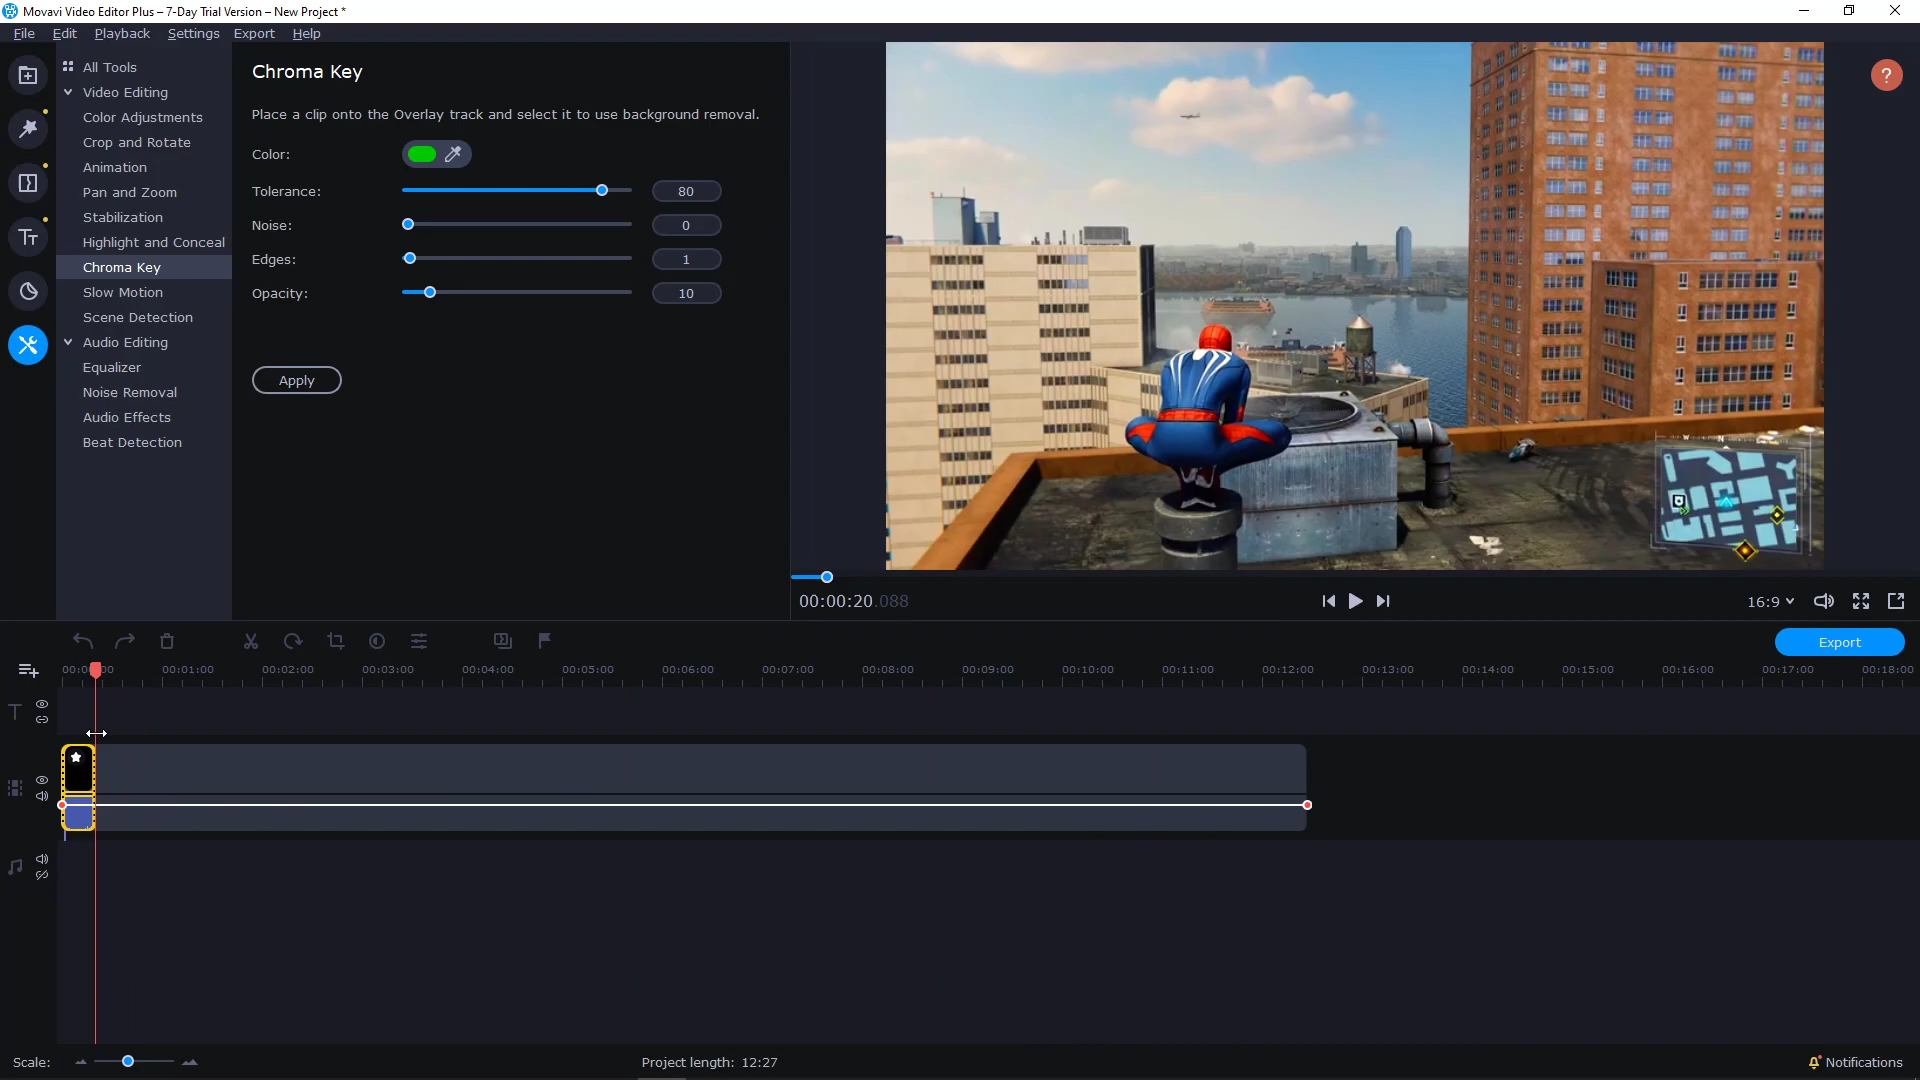 Movavi Video Editor Plus – 7-Day Trial Version – New Project *
File Edit Playback Settings Export Help
All Tools
Video Editing
Color Adjustments
Crop and Rotate
Animation
Pan and Zoom
Stabilization
Highlight and Conceal
Chroma Key
Slow Motion
Scene Detection
Audio Editing
Equalizer
Noise Removal
Audio Effects
Beat Detection
Chroma Key
Place a clip onto the Overlay track and select it to use background removal.
Color:
Tolerance: 80
Noise: 0
Edges: 1
Opacity: 10
Apply
?
W N
00:00:20.088
16:9
Export
00:00:00 00:01:00 00:02:00 00:03:00 00:04:00 00:05:00 00:06:00 00:07:00 00:08:00 00:09:00 00:10:00 00:11:00 00:12:00 00:13:00 00:14:00 00:15:00 00:16:00 00:17:00 00:18:00
Scale:
Project length: 12:27
Notifications